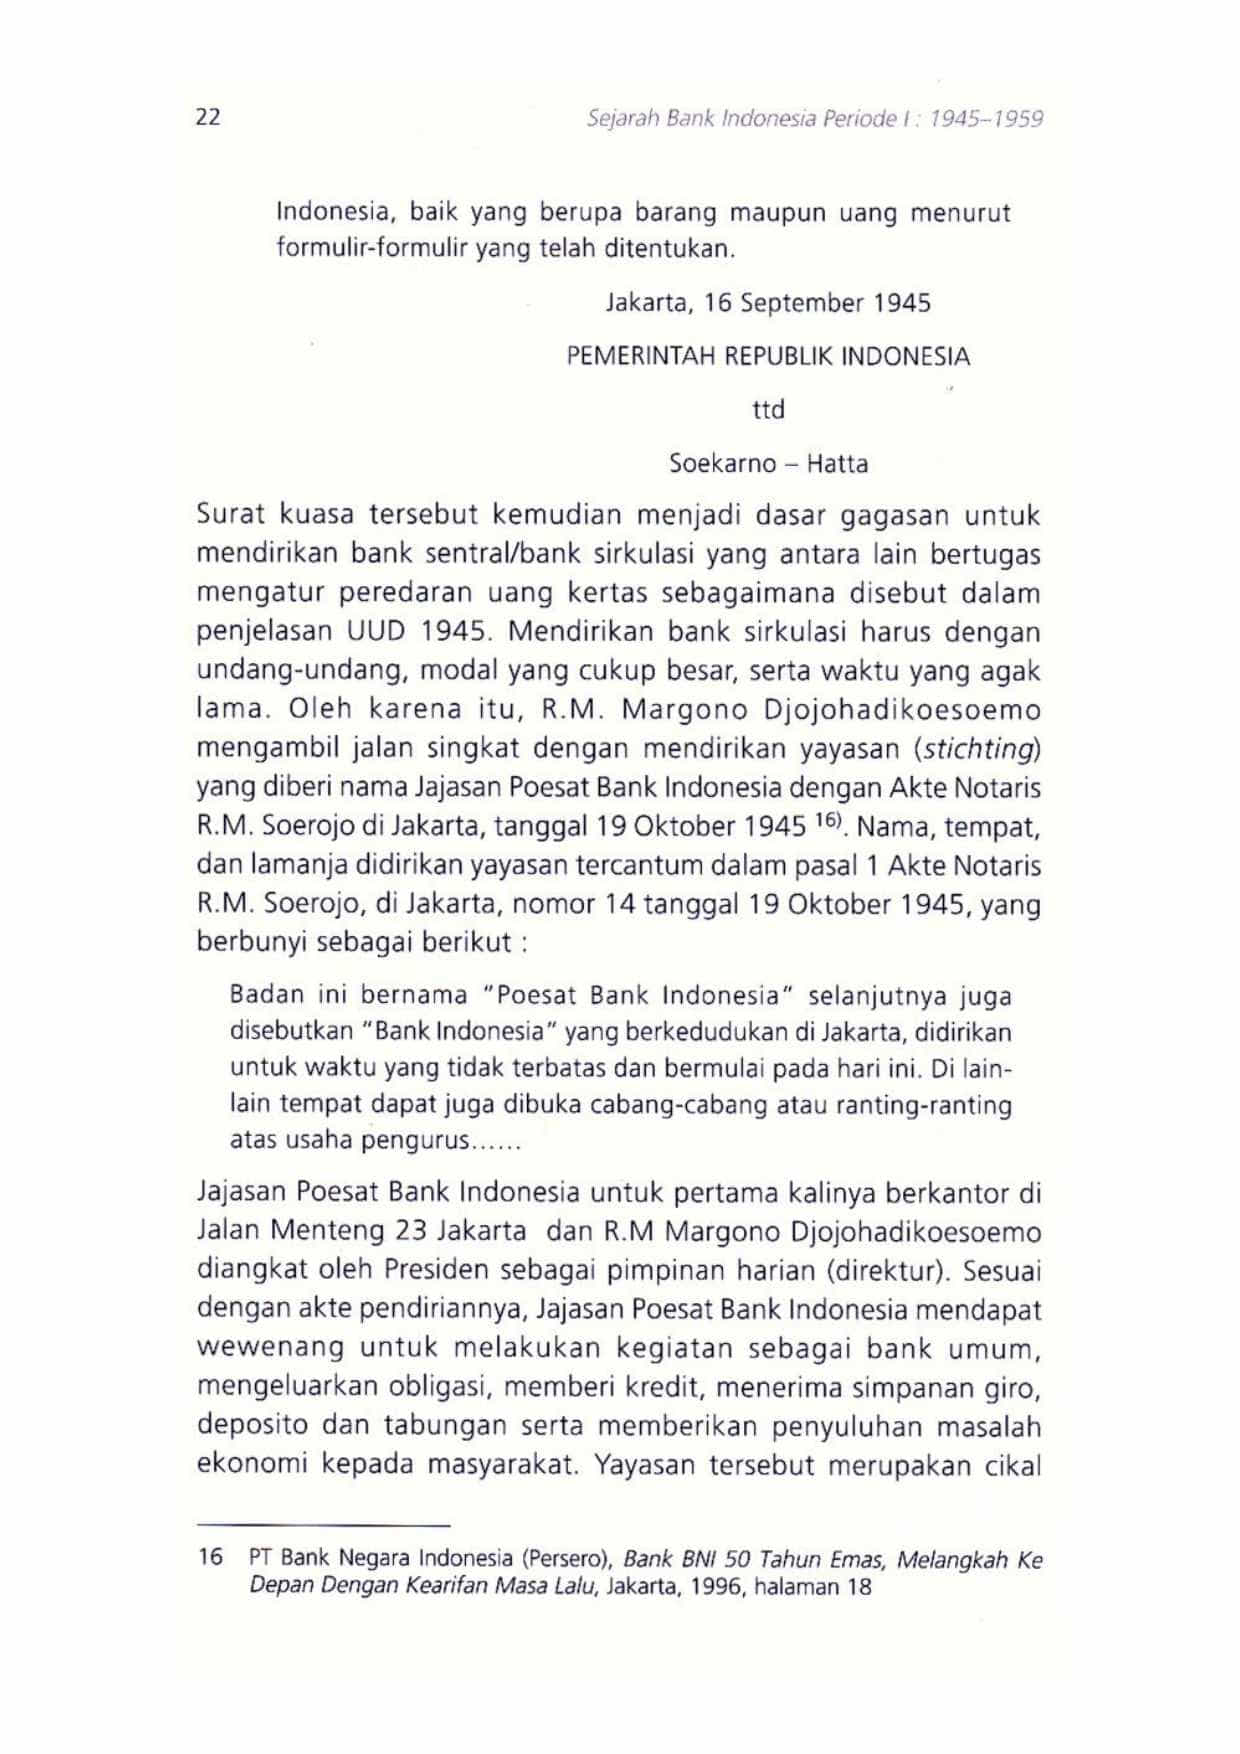 22 Sejarah Bank Indonesia Periode I : 1945–1959
Indonesia, baik yang berupa barang maupun uang menurut
formulir-formulir yang telah ditentukan.
Jakarta, 16 September 1945
PEMERINTAH REPUBLIK INDONESIA
ttd
Soekarno – Hatta
Surat kuasa tersebut kemudian menjadi dasar gagasan untuk
mendirikan bank sentral/bank sirkulasi yang antara lain bertugas
mengatur peredaran uang kertas sebagaimana disebut dalam
penjelasan UUD 1945. Mendirikan bank sirkulasi harus dengan
undang-undang, modal yang cukup besar, serta waktu yang agak
lama. Oleh karena itu, R.M. Margono Djojohadikoesoemo
mengambil jalan singkat dengan mendirikan yayasan (stichting)
yang diberi nama Jajasan Poesat Bank Indonesia dengan Akte Notaris
R.M. Soerojo di Jakarta, tanggal 19 Oktober 1945 16). Nama, tempat,
dan lamanja didirikan yayasan tercantum dalam pasal 1 Akte Notaris
R.M. Soerojo, di Jakarta, nomor 14 tanggal 19 Oktober 1945, yang
berbunyi sebagai berikut :
Badan ini bernama "Poesat Bank Indonesia" selanjutnya juga
disebutkan "Bank Indonesia" yang berkedudukan di Jakarta, didirikan
untuk waktu yang tidak terbatas dan bermulai pada hari ini. Di lain-
lain tempat dapat juga dibuka cabang-cabang atau ranting-ranting
atas usaha pengurus......
Jajasan Poesat Bank Indonesia untuk pertama kalinya berkantor di
Jalan Menteng 23 Jakarta dan R.M Margono Djojohadikoesoemo
diangkat oleh Presiden sebagai pimpinan harian (direktur). Sesuai
dengan akte pendiriannya, Jajasan Poesat Bank Indonesia mendapat
wewenang untuk melakukan kegiatan sebagai bank umum,
mengeluarkan obligasi, memberi kredit, menerima simpanan giro,
deposito dan tabungan serta memberikan penyuluhan masalah
ekonomi kepada masyarakat. Yayasan tersebut merupakan cikal
16 PT Bank Negara Indonesia (Persero), Bank BNI 50 Tahun Emas, Melangkah Ke
Depan Dengan Kearifan Masa Lalu, Jakarta, 1996, halaman 18